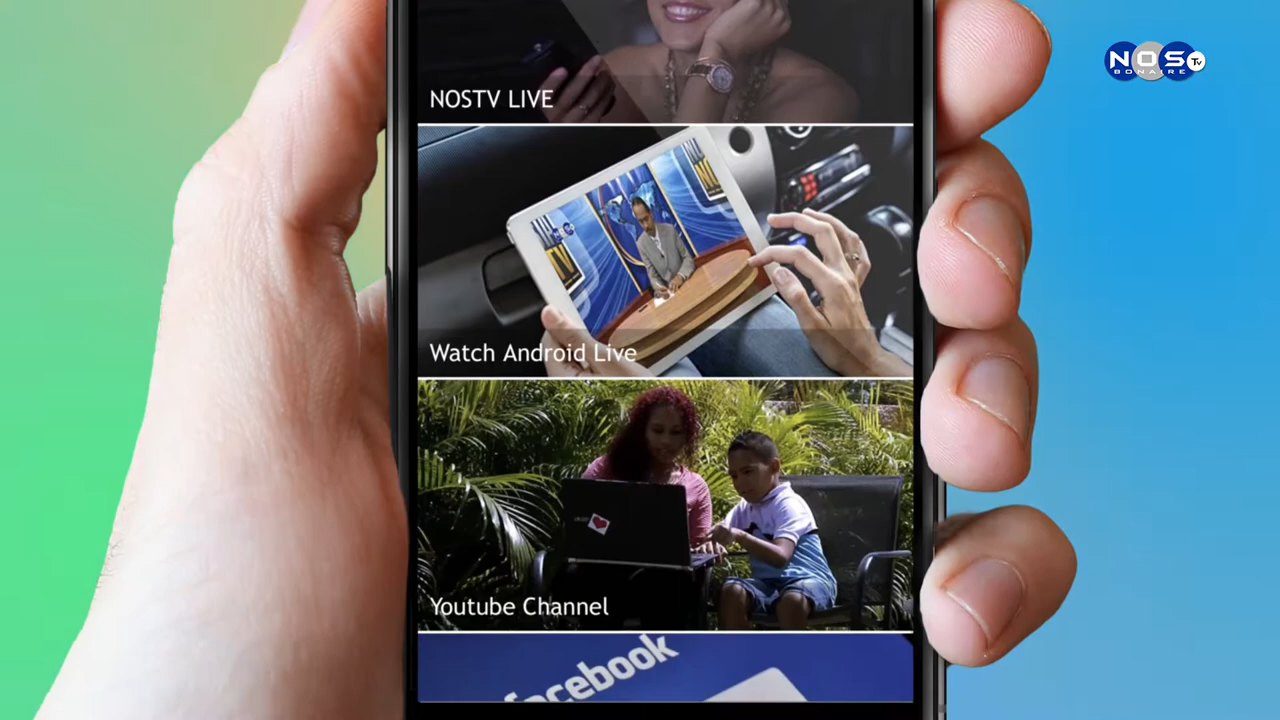 NOS Tv
BONAIRE
NOSTV LIVE
Watch Android Live
Youtube Channel
facebook